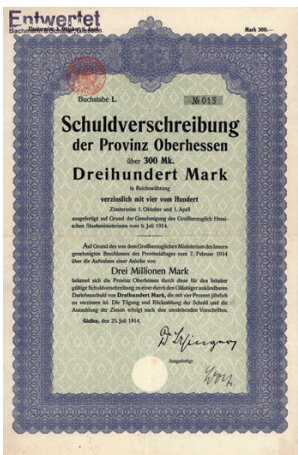 Entwertet
Mark 300.—
Buchstabe L.
№ 013
Schuldverschreibung
der Provinz Oberhessen
über 300 Mk.
Dreihundert Mark
in Reichswährung
verzinslich mit vier vom Hundert
Zinstermine 1. Oktober und 1. April
ausgefertigt auf Grund der Genehmigung des Großherzoglich Hessi-
schen Staatsministeriums vom 6. Juli 1914.
Auf Grund des von dem Großherzoglichen Ministerium des Innern
genehmigten Beschlusses des Provinzialtages vom 7. Februar 1914
über die Aufnahme einer Anleihe von
Drei Millionen Mark
bekennt sich die Provinz Oberhessen durch diese für den Inhaber
gültige Schuldverschreibung zu einer durch den Gläubiger unkündbaren
Darlehnsschuld von Dreihundert Mark, die mit vier Prozent jährlich
zu verzinsen ist. Die Tilgung und Rückzahlung der Schuld und die
Auszahlung der Zinsen erfolgt nach den umstehenden Vorschriften.
Gießen, den 25. Juli 1914.
Ausgefertigt